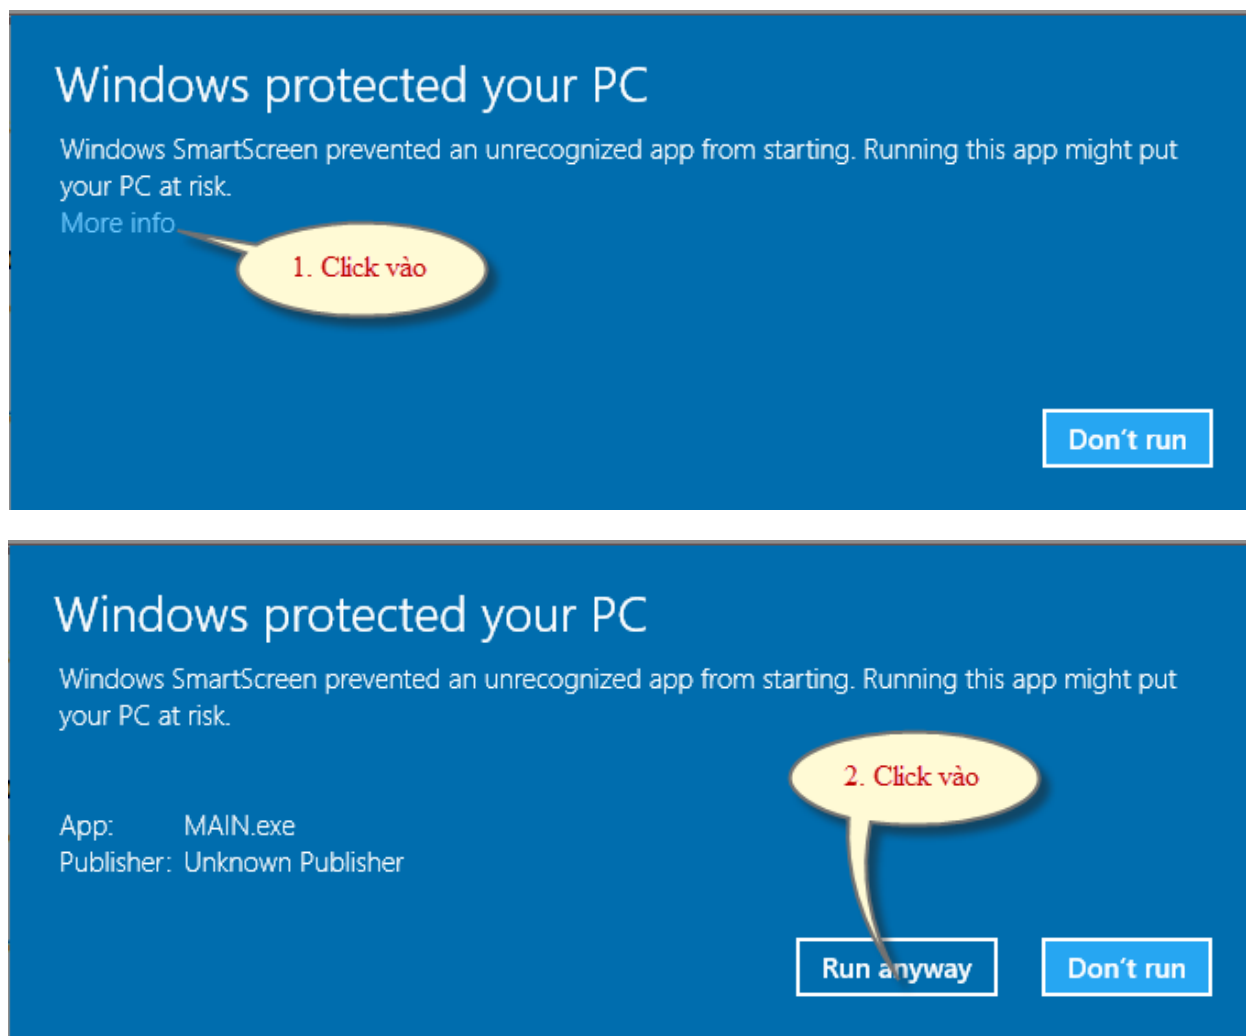 Windows protected your PC
Windows SmartScreen prevented an unrecognized app from starting. Running this app might put
your PC at risk.
More info
1. Click vào
Don't run
Windows protected your PC
Windows SmartScreen prevented an unrecognized app from starting. Running this app might put
your PC at risk.
2. Click vào
App: MAIN.exe
Publisher: Unknown Publisher
Run anyway
Don't run